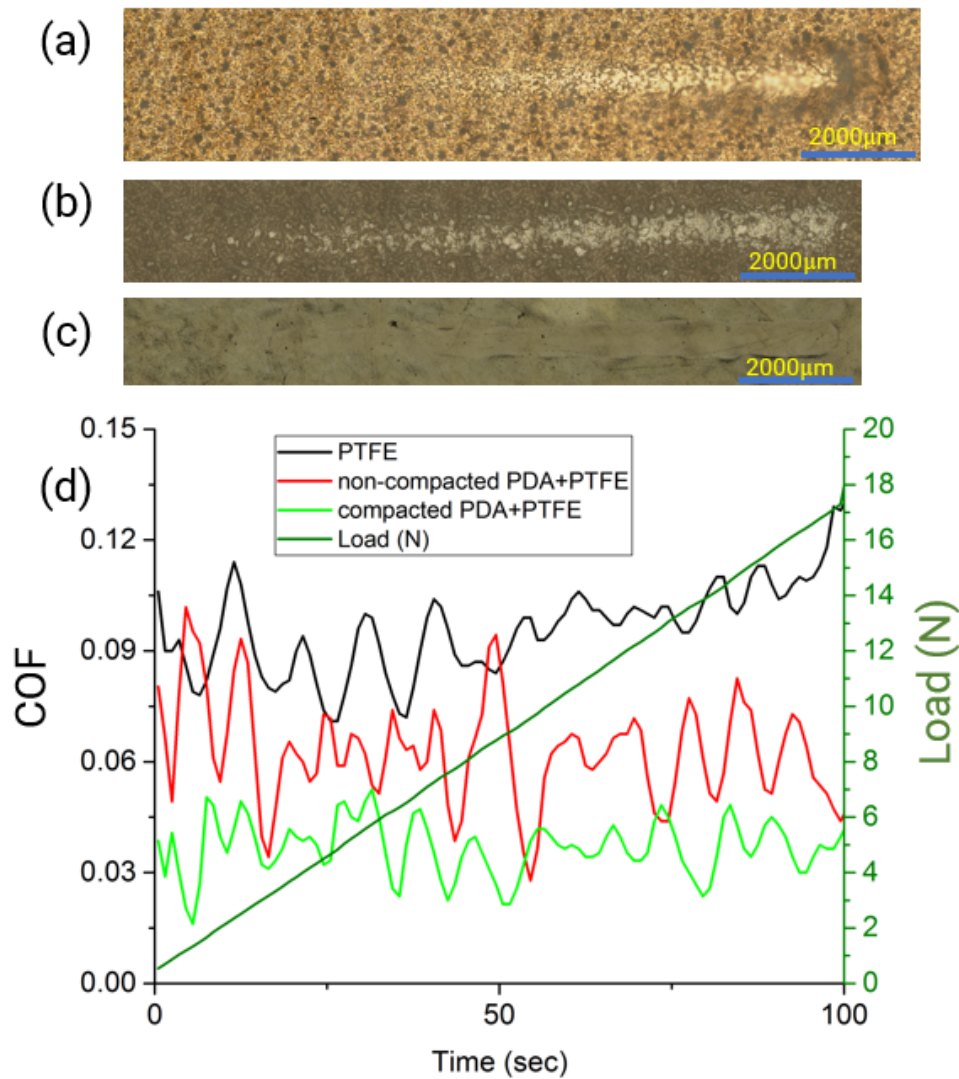 (a)
2000μm
(b)
2000μm
(c)
2000μm
(d)
PTFE
non-compacted PDA+PTFE
compacted PDA+PTFE
Load (N)
COF
0.15
0.12
0.09
0.06
0.03
0.00
20
18
16
14
12
10
8
6
4
2
0
Load (N)
0
50
100
Time (sec)